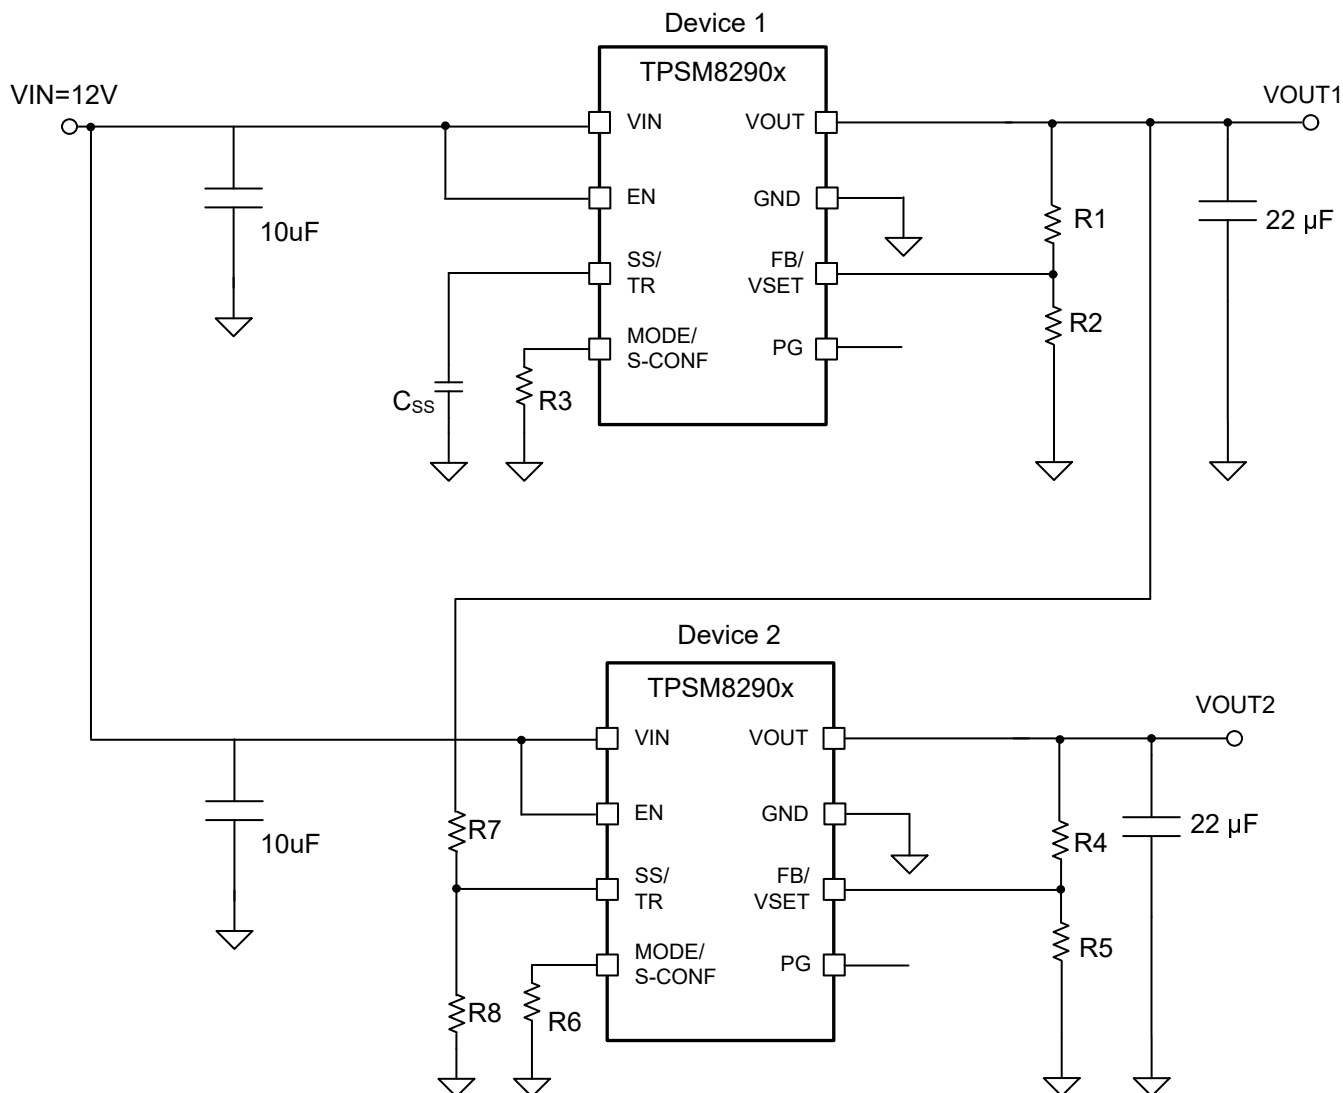 Device 1
TPSM8290x
VIN=12V
VOUT1
VIN
VOUT
EN
GND
10uF
R1
22 µF
SS/
TR
FB/
VSET
R2
MODE/
S-CONF
PG
CSS
R3
Device 2
TPSM8290x
VOUT2
VIN
VOUT
EN
GND
10uF
R7
R4
22 µF
SS/
TR
FB/
VSET
R5
MODE/
S-CONF
PG
R8
R6